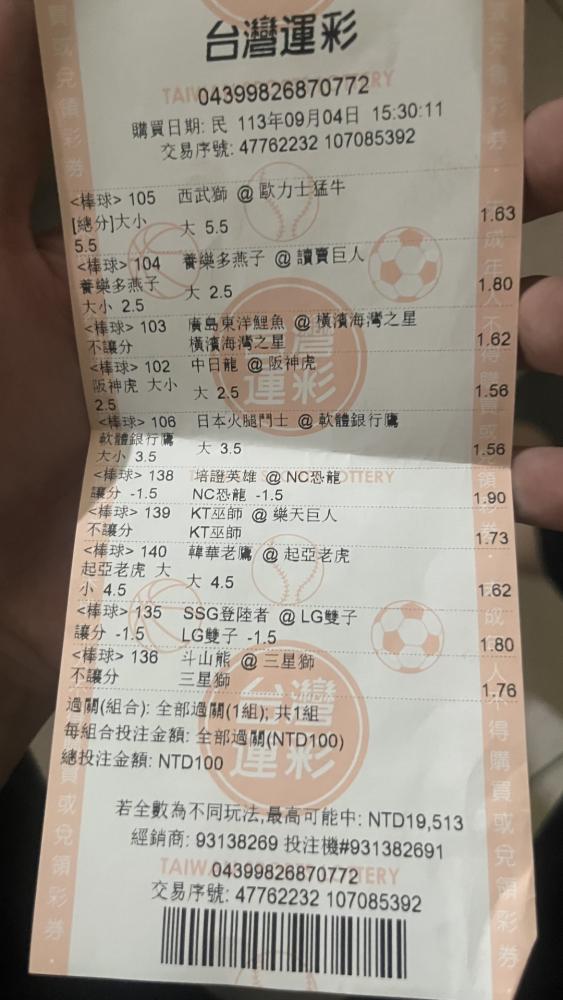 台灣運彩
TAIWAN SPORTS LOTTERY
04399826870772
購買日期: 民 113年09月04日 15:30:11
交易序號: 47762232 107085392
<棒球> 105 西武獅 @ 歐力士猛牛
[總分]大小 大 5.5 1.63
5.5
<棒球> 104 養樂多燕子 @ 讀賣巨人
養樂多燕子 大 2.5 1.80
大小 2.5
<棒球> 103 廣島東洋鯉魚 @ 橫濱海灣之星
不讓分 橫濱海灣之星 1.62
<棒球> 102 中日龍 @ 阪神虎
阪神虎 大小 大 2.5 1.56
2.5
<棒球> 106 日本火腿鬥士 @ 軟體銀行鷹
軟體銀行鷹 大 3.5 1.56
大小 3.5
<棒球> 138 培證英雄 @ NC恐龍
讓分 -1.5 NC恐龍 -1.5 1.90
<棒球> 139 KT巫師 @ 樂天巨人
不讓分 KT巫師 1.73
<棒球> 140 韓華老鷹 @ 起亞老虎
起亞老虎 大 大 4.5 1.62
小 4.5
<棒球> 135 SSG登陸者 @ LG雙子
讓分 -1.5 LG雙子 -1.5 1.80
<棒球> 136 斗山熊 @ 三星獅
不讓分 三星獅 1.76
過關(組合): 全部過關(1組); 共1組
每組合投注金額: 全部過關(NTD100)
總投注金額: NTD100
若全數為不同玩法,最高可能中: NTD19,513
經銷商: 93138269 投注機#931382691
04399826870772
交易序號: 47762232 107085392